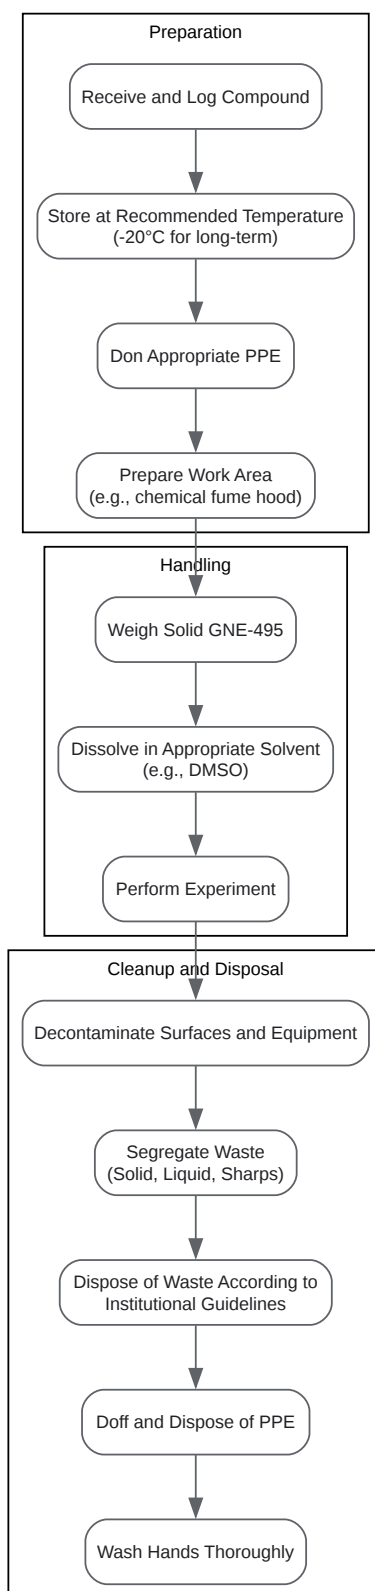 Preparation
Receive and Log Compound
Store at Recommended Temperature
(-20°C for long-term)
Don Appropriate PPE
Prepare Work Area
(e.g., chemical fume hood)
Handling
Weigh Solid GNE-495
Dissolve in Appropriate Solvent
(e.g., DMSO)
Perform Experiment
Cleanup and Disposal
Decontaminate Surfaces and Equipment
Segregate Waste
(Solid, Liquid, Sharps)
Dispose of Waste According to
Institutional Guidelines
Doff and Dispose of PPE
Wash Hands Thoroughly